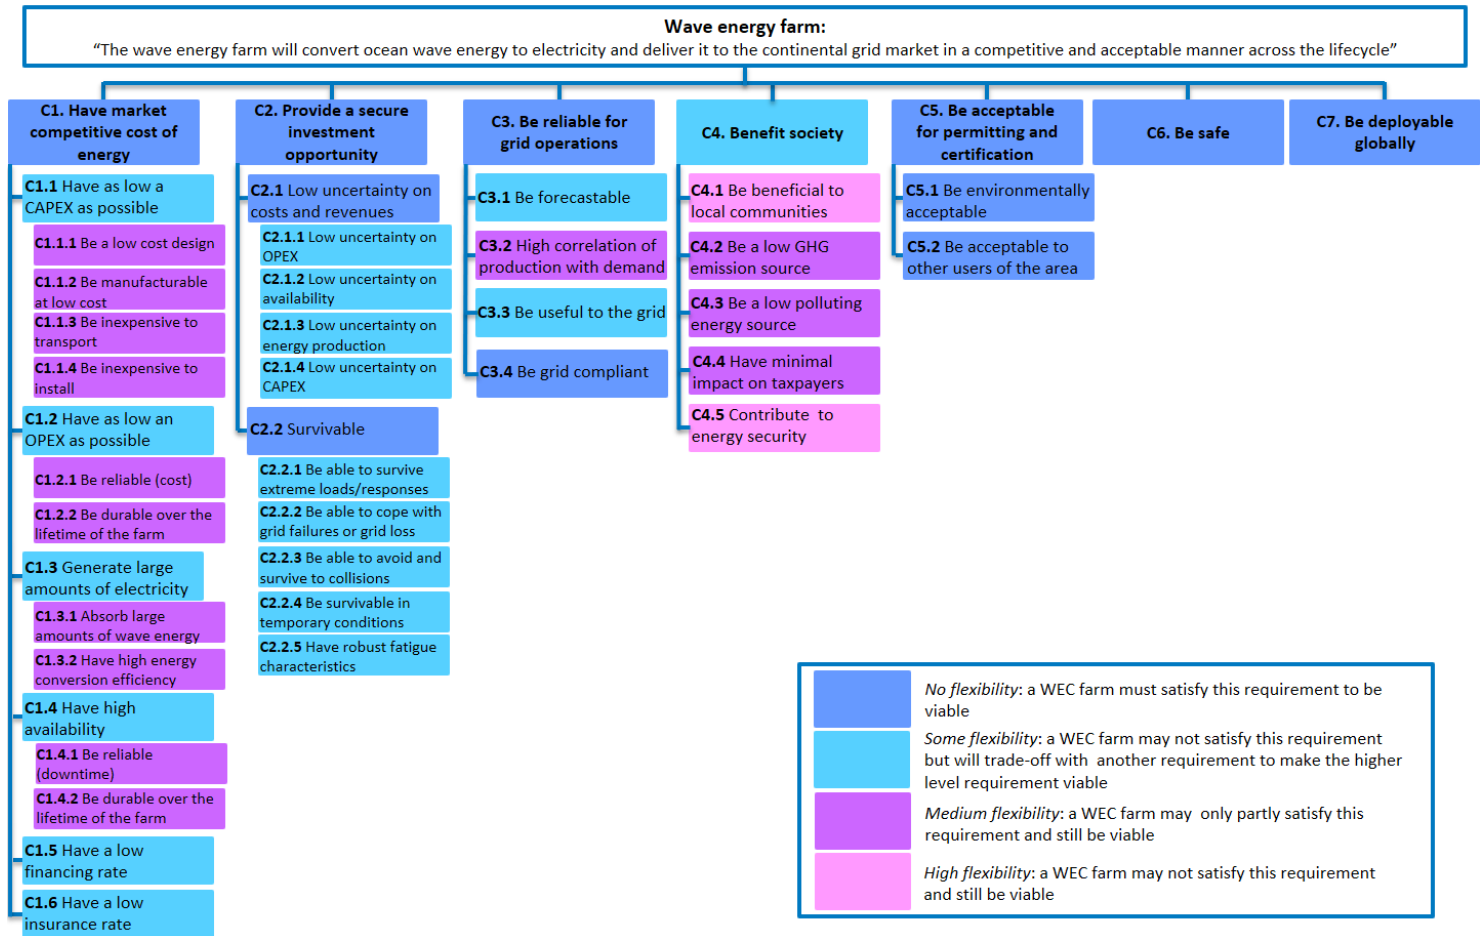 Wave energy farm:
“The wave energy farm will convert ocean wave energy to electricity and deliver it to the continental grid market in a competitive and acceptable manner across the lifecycle”
C1. Have market
competitive cost of
energy
C1.1 Have as low a
CAPEX as possible
C1.1.1 Be a low cost design
C1.1.2 Be manufacturable
at low cost
C1.1.3 Be inexpensive to
transport
C1.1.4 Be inexpensive to
install
C1.2 Have as low an
OPEX as possible
C1.2.1 Be reliable (cost)
C1.2.2 Be durable over the
lifetime of the farm
C1.3 Generate large
amounts of electricity
C1.3.1 Absorb large
amounts of wave energy
C1.3.2 Have high energy
conversion efficiency
C1.4 Have high
availability
C1.4.1 Be reliable
(downtime)
C1.4.2 Be durable over the
lifetime of the farm
C1.5 Have a low
financing rate
C1.6 Have a low
insurance rate
C2. Provide a secure
investment
opportunity
C2.1 Low uncertainty on
costs and revenues
C2.1.1 Low uncertainty on
OPEX
C2.1.2 Low uncertainty on
availability
C2.1.3 Low uncertainty on
energy production
C2.1.4 Low uncertainty on
CAPEX
C2.2 Survivable
C2.2.1 Be able to survive
extreme loads/responses
C2.2.2 Be able to cope with
grid failures or grid loss
C2.2.3 Be able to avoid and
survive to collisions
C2.2.4 Be survivable in
temporary conditions
C2.2.5 Have robust fatigue
characteristics
C3. Be reliable for
grid operations
C3.1 Be forecastable
C3.2 High correlation of
production with demand
C3.3 Be useful to the grid
C3.4 Be grid compliant
C4. Benefit society
C4.1 Be beneficial to
local communities
C4.2 Be a low GHG
emission source
C4.3 Be a low polluting
energy source
C4.4 Have minimal
impact on taxpayers
C4.5 Contribute to
energy security
C5. Be acceptable
for permitting and
certification
C5.1 Be environmentally
acceptable
C5.2 Be acceptable to
other users of the area
C6. Be safe
C7. Be deployable
globally
No flexibility: a WEC farm must satisfy this requirement to be
viable
Some flexibility: a WEC farm may not satisfy this requirement
but will trade-off with another requirement to make the higher
level requirement viable
Medium flexibility: a WEC farm may only partly satisfy this
requirement and still be viable
High flexibility: a WEC farm may not satisfy this requirement
and still be viable